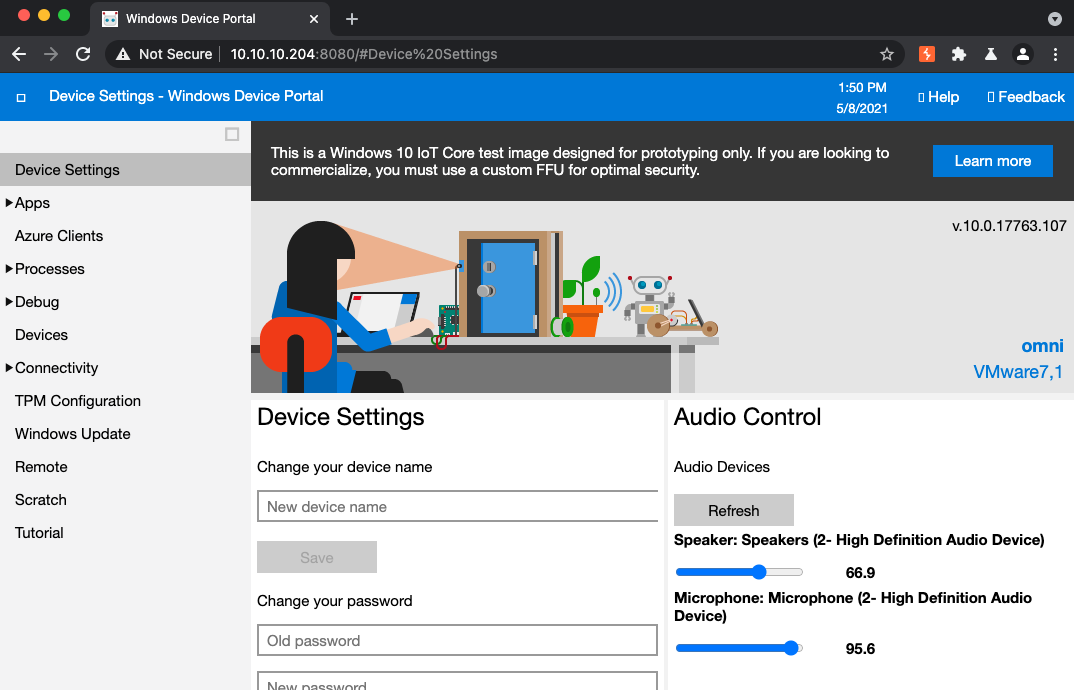 Windows Device Portal
Not Secure
10.10.10.204:8080/#Device%20Settings
Device Settings - Windows Device Portal
1:50 PM
5/8/2021
Help
Feedback
Device Settings
Apps
Azure Clients
Processes
Debug
Devices
Connectivity
TPM Configuration
Windows Update
Remote
Scratch
Tutorial
This is a Windows 10 IoT Core test image designed for prototyping only. If you are looking to
commercialize, you must use a custom FFU for optimal security.
Learn more
v.10.0.17763.107
omni
VMware7,1
Device Settings
Change your device name
New device name
Save
Change your password
Old password
New password
Audio Control
Audio Devices
Refresh
Speaker: Speakers (2- High Definition Audio Device)
66.9
Microphone: Microphone (2- High Definition Audio
Device)
95.6